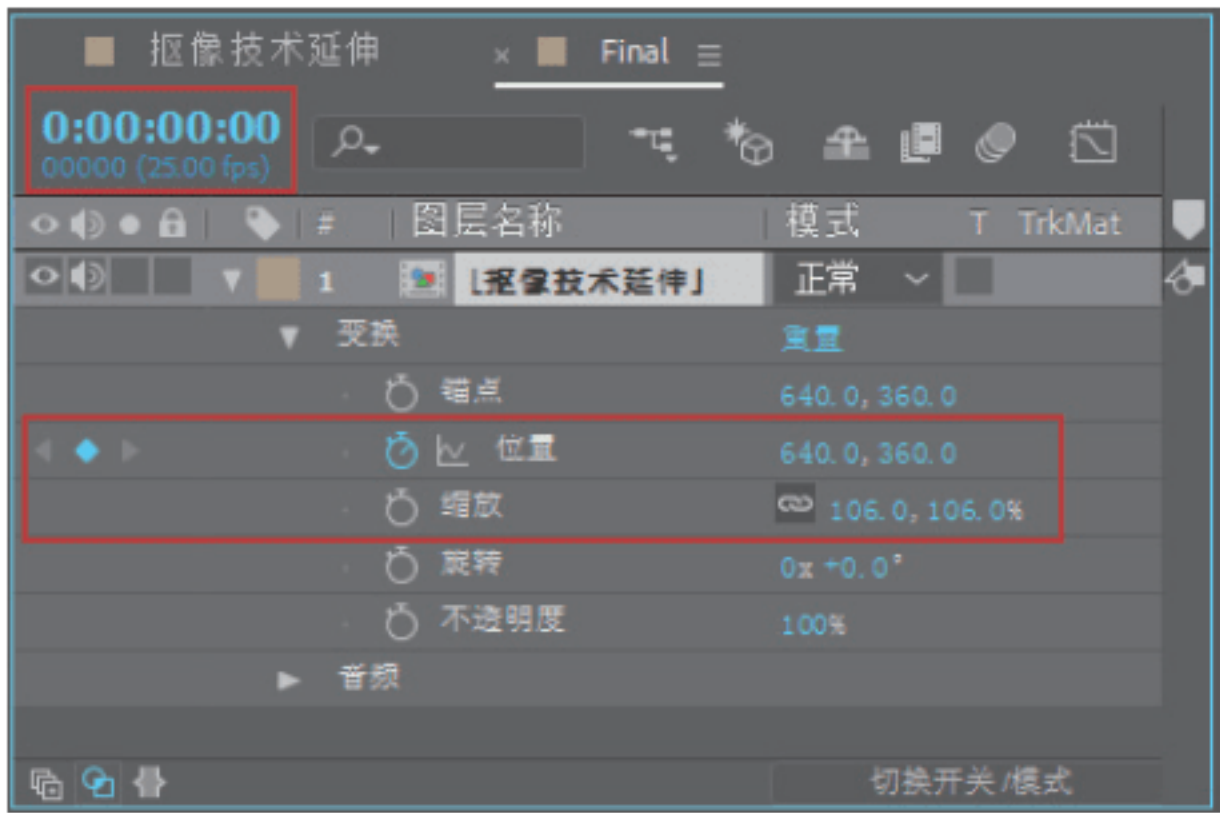 抠像技术延伸 × Final
0:00:00:00
00000 (25.00 fps)
# 图层名称 模式 T TrkMat
1 [抠像技术延伸] 正常
变换 重置
锚点 640.0, 360.0
位置 640.0, 360.0
缩放 106.0, 106.0%
旋转 0x +0.0°
不透明度 100%
音频
切换开关/模式